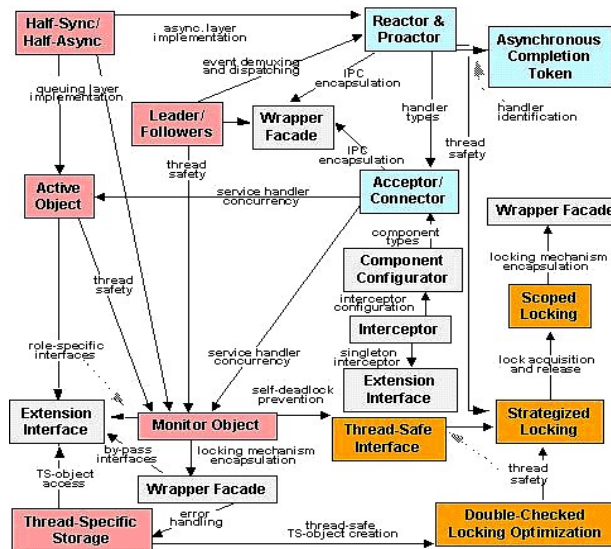 Half-Sync/
Half-Async
async. layer
implementation
Reactor &
Proactor
Asynchronous
Completion
Token
event demuxing
and dispatching
IPC
encapsulation
queuing layer
implementation
Leader/
Followers
Wrapper
Facade
handler
types
handler
identification
thread
safety
thread
safety
IPC
encapsulation
Active
Object
service handler
concurrency
Acceptor/
Connector
Wrapper Facade
component
types
Component
Configurator
locking mechanism
encapsulation
thread
safety
interceptor
configuration
Scoped
Locking
Interceptor
role-specific
interfaces
service handler
concurrency
singleton
interceptor
lock acquisition
and release
Extension
Interface
self-deadlock
prevention
Extension
Interface
Monitor Object
Thread-Safe
Interface
Strategized
Locking
by-pass
interfaces
locking mechanism
encapsulation
TS-object
access
Wrapper Facade
thread
safety
error
handling
Thread-Specific
Storage
thread-safe
TS-object creation
Double-Checked
Locking Optimization